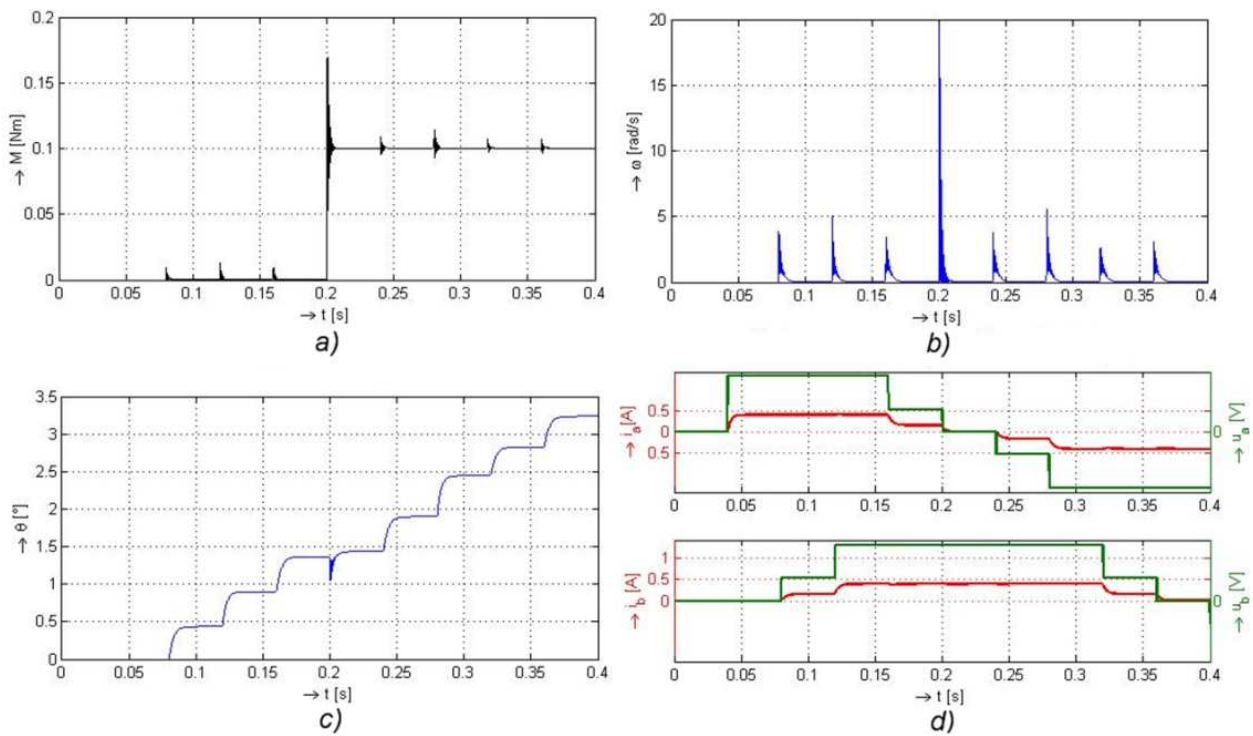 0.2
0.15
0.1
0.05
0
→ M [Nm]
0 0.05 0.1 0.15 0.2 0.25 0.3 0.35 0.4
→ t [s]
a)
20
15
10
5
0
→ ω [rad/s]
0 0.05 0.1 0.15 0.2 0.25 0.3 0.35 0.4
→ t [s]
b)
3.5
3
2.5
2
1.5
1
0.5
0
→ θ [°]
0 0.05 0.1 0.15 0.2 0.25 0.3 0.35 0.4
→ t [s]
c)
0.5
0
0.5
→ i_a[A]
0
→ u_a [V]
0 0.05 0.1 0.15 0.2 0.25 0.3 0.35 0.4
1
0.5
0
→ i_b[A]
0
→ u_b [V]
0 0.05 0.1 0.15 0.2 0.25 0.3 0.35 0.4
→ t [s]
d)